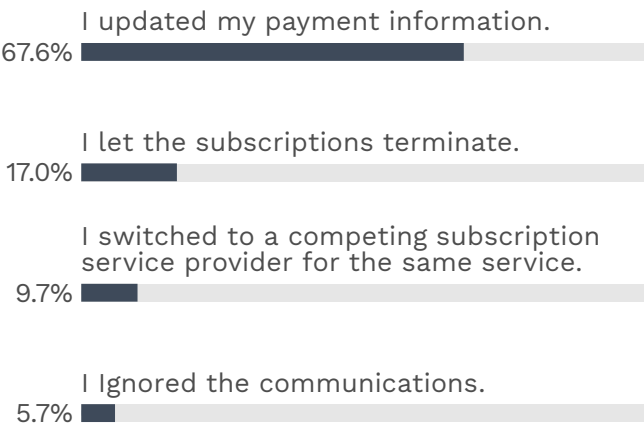 I updated my payment information.
67.6%
I let the subscriptions terminate.
17.0%
I switched to a competing subscription
service provider for the same service.
9.7%
I Ignored the communications.
5.7%